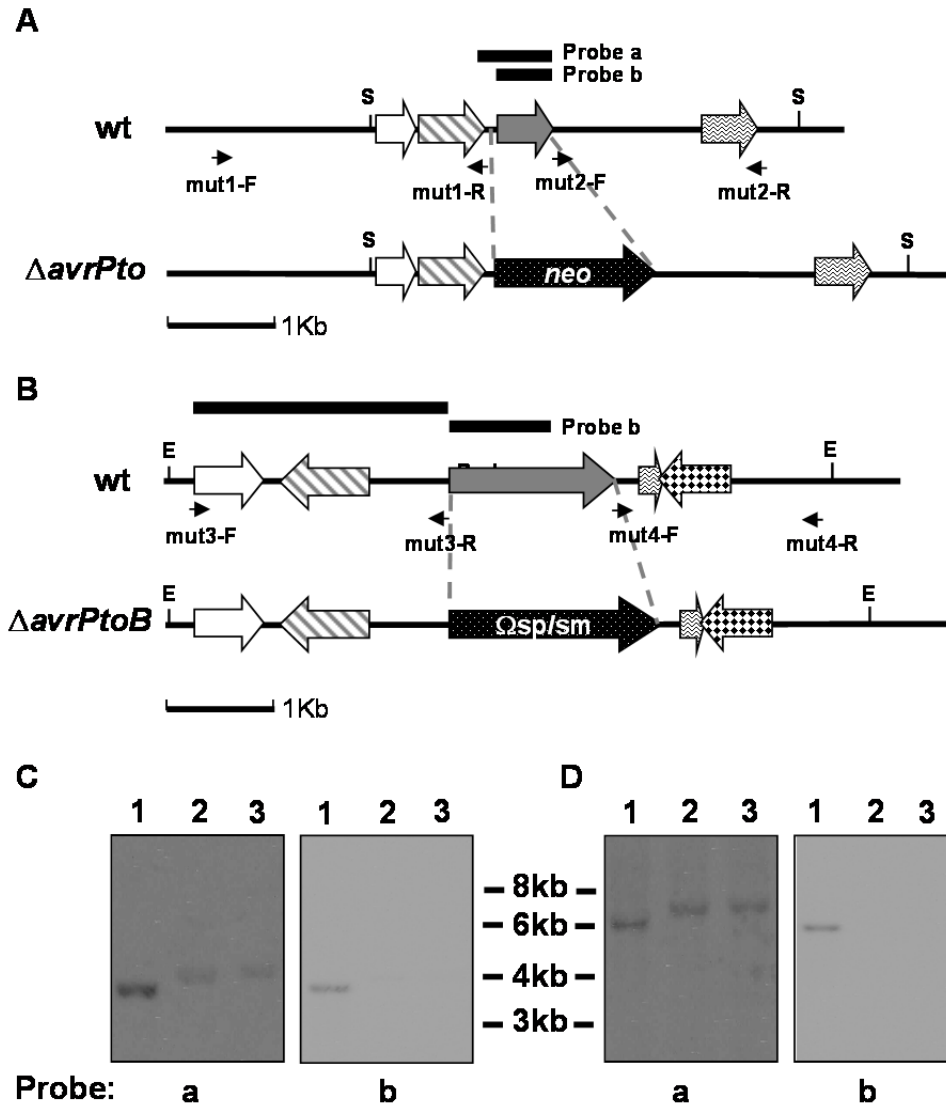 A
Probe a
Probe b
S
S
wt
mut1-F
mut1-R
mut2-F
mut2-R
S
S
ΔavrPto
neo
1Kb
B
Probe b
E
E
wt
mut3-F
mut3-R
mut4-F
mut4-R
E
E
ΔavrPtoB
Ωsp/sm
1Kb
C
D
1 2 3
1 2 3
1 2 3
1 2 3
8kb
6kb
4kb
3kb
Probe: a b a b